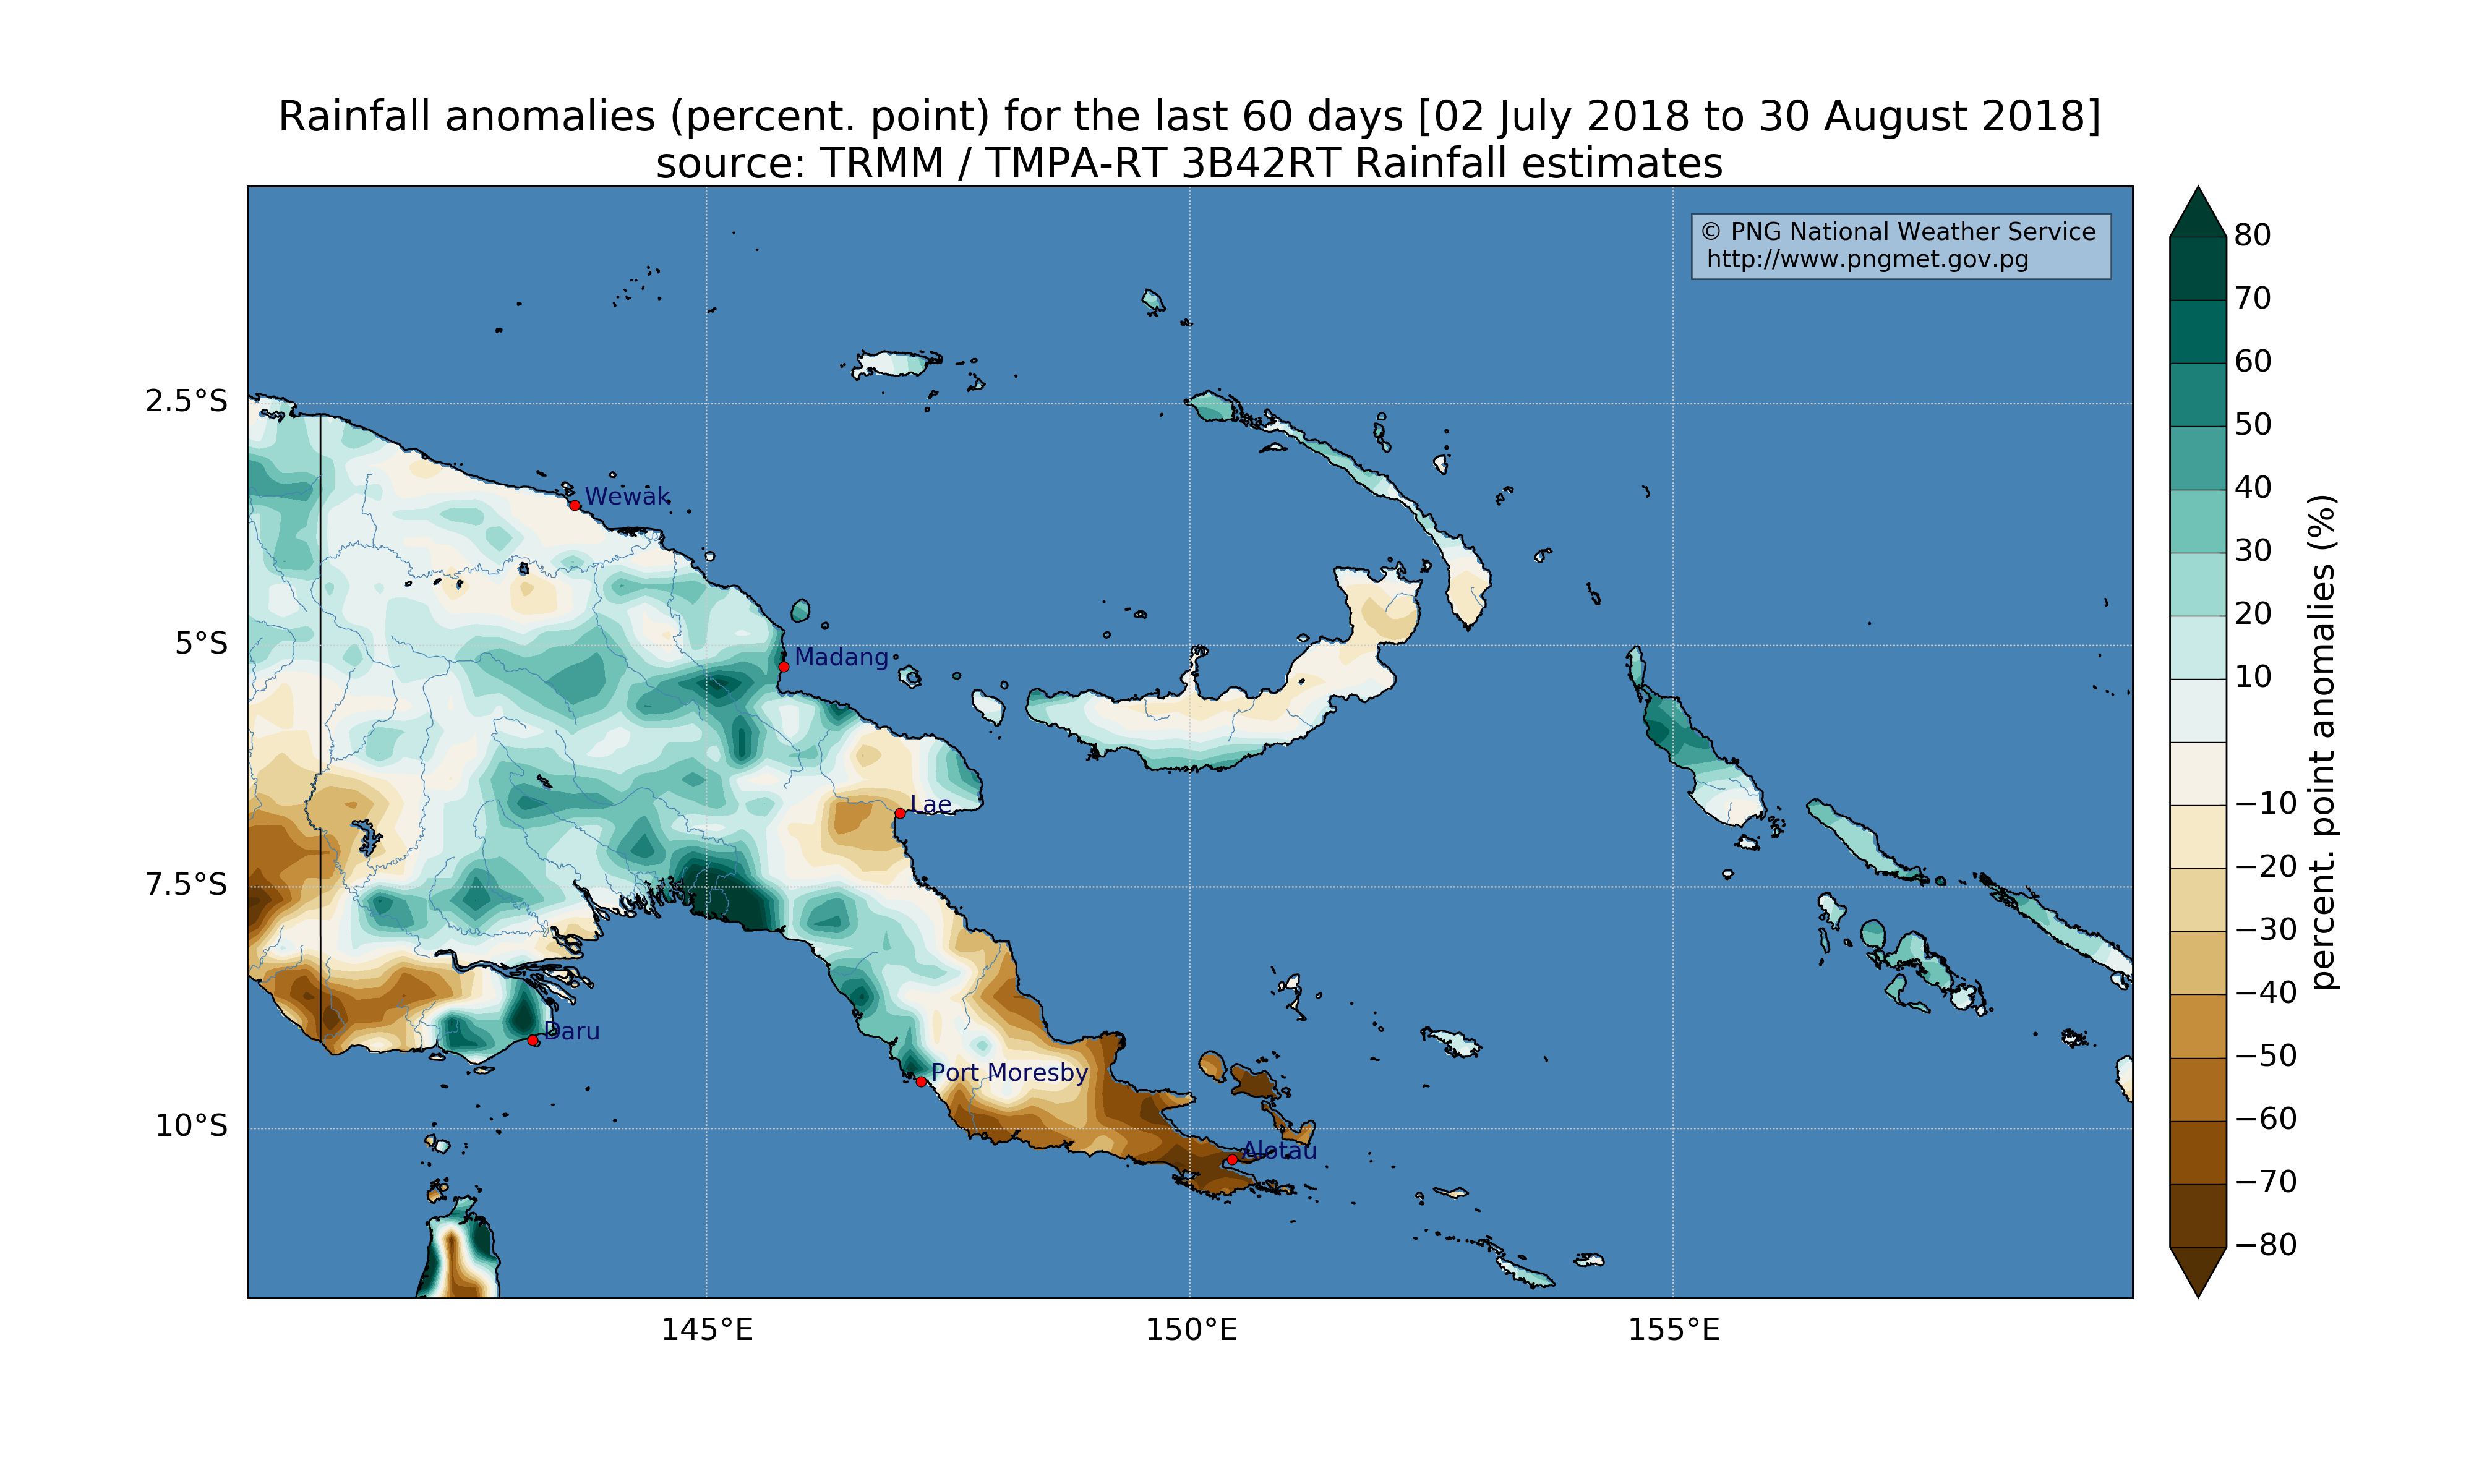 Rainfall anomalies (percent. point) for the last 60 days [02 July 2018 to 30 August 2018]
source: TRMM / TMPA-RT 3B42RT Rainfall estimates
© PNG National Weather Service
http://www.pngmet.gov.pg
2.5°S
5°S
7.5°S
10°S
145°E
150°E
155°E
Wewak
Madang
Lae
Daru
Port Moresby
Alotau
80
70
60
50
40
30
20
10
−10
−20
−30
−40
−50
−60
−70
−80
percent. point anomalies (%)